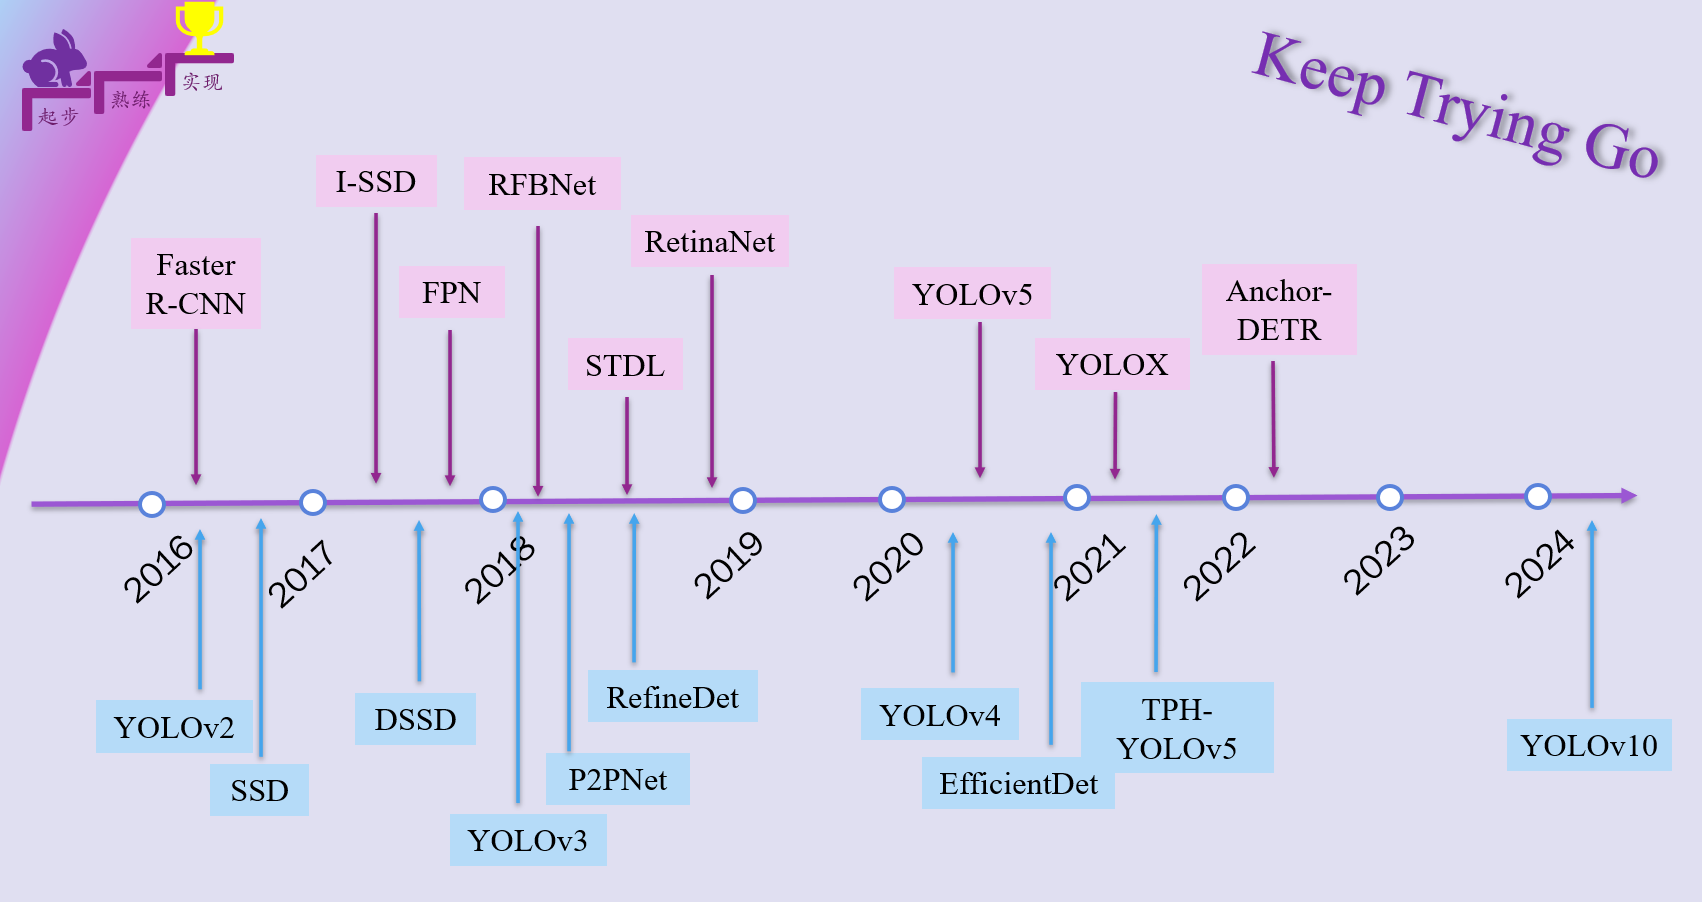 起步
熟练
实现
Keep Trying Go
I-SSD
RFBNet
RetinaNet
Faster
R-CNN
FPN
YOLOv5
Anchor-
DETR
STDL
YOLOX
2016
2017
2018
2019
2020
2021
2022
2023
2024
YOLOv2
DSSD
RefineDet
YOLOv4
TPH-
YOLOv5
YOLOv10
SSD
P2PNet
EfficientDet
YOLOv3